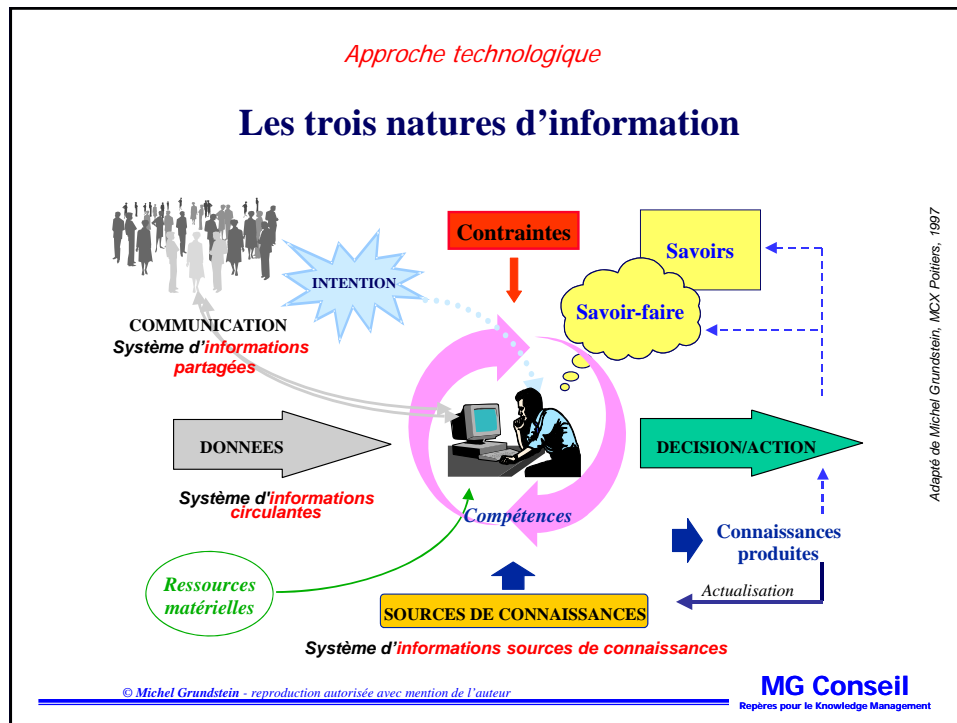 Approche technologique
Les trois natures d'information
Contraintes
Savoirs
INTENTION
Savoir-faire
COMMUNICATION
Système d'informations
partagées
DONNEES
DECISION/ACTION
Système d'informations
circulantes
Compétences
Connaissances
produites
Ressources
matérielles
Actualisation
SOURCES DE CONNAISSANCES
Système d'informations sources de connaissances
Adapté de Michel Grundstein, MCX Poitiers, 1997
© Michel Grundstein - reproduction autorisée avec mention de l'auteur
MG Conseil
Repères pour le Knowledge Management